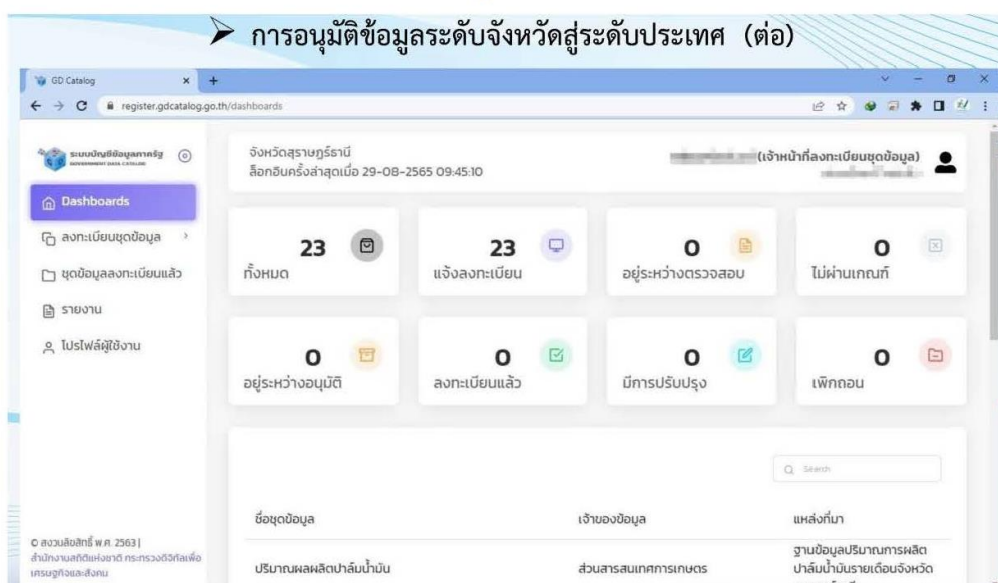 ➢ การอนุมัติข้อมูลระดับจังหวัดสู่ระดับประเทศ (ต่อ)
GD Catalog
register.gdcatalog.go.th/dashboards
ระบบบัญชีข้อมูลภาครัฐ
GOVERNMENT DATA CATALOG
จังหวัดสุราษฎร์ธานี
ล็อกอินครั้งล่าสุดเมื่อ 29-08-2565 09:45:10
(เจ้าหน้าที่ลงทะเบียนชุดข้อมูล)
Dashboards
ลงทะเบียนชุดข้อมูล
ชุดข้อมูลลงทะเบียนแล้ว
รายงาน
โปรไฟล์ผู้ใช้งาน
23
ทั้งหมด
23
แจ้งลงทะเบียน
0
อยู่ระหว่างตรวจสอบ
0
ไม่ผ่านเกณฑ์
0
อยู่ระหว่างอนุมัติ
0
ลงทะเบียนแล้ว
0
มีการปรับปรุง
0
เพิกถอน
Search
ชื่อชุดข้อมูล เจ้าของข้อมูล แหล่งที่มา
ปริมาณผลผลิตปาล์มน้ำมัน ส่วนสารสนเทศการเกษตร
ฐานข้อมูลปริมาณการผลิต
ปาล์มน้ำมันรายเดือนจังหวัด
© สงวนลิขสิทธิ์ พ.ศ. 2563 |
สำนักงานสถิติแห่งชาติ กระทรวงดิจิทัลเพื่อ
เศรษฐกิจและสังคม